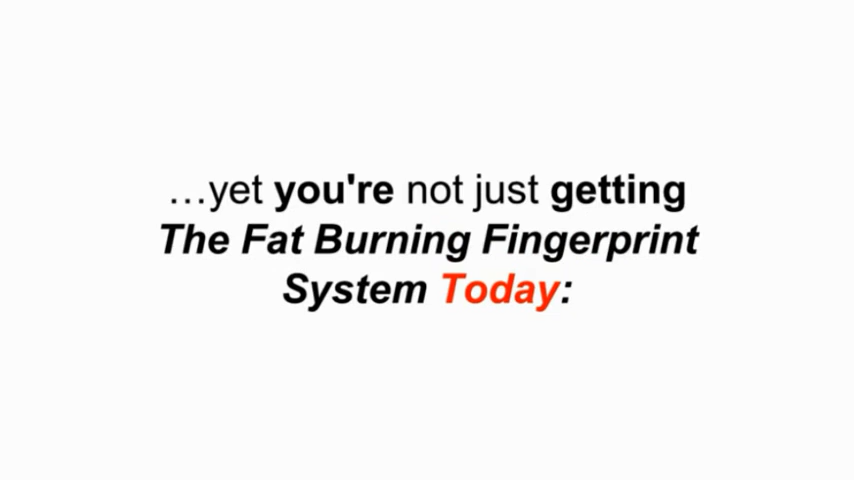 …yet you're not just getting
The Fat Burning Fingerprint
System Today: